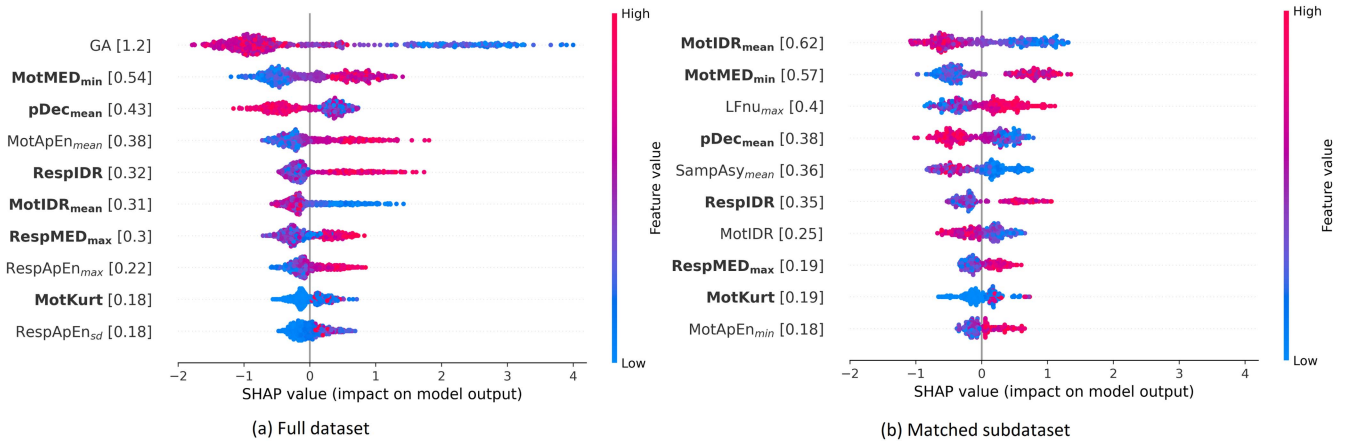 GA [1.2]
MotMEDmin [0.54]
pDecmean [0.43]
MotApEnmean [0.38]
RespIDR [0.32]
MotIDRmean [0.31]
RespMEDmax [0.3]
RespApEnmax [0.22]
MotKurt [0.18]
RespApEnsd [0.18]
−2 −1 0 1 2 3 4
SHAP value (impact on model output)
High
Feature value
Low
(a) Full dataset
MotIDRmean [0.62]
MotMEDmin [0.57]
LFnumax [0.4]
pDecmean [0.38]
SampAsymean [0.36]
RespIDR [0.35]
MotIDR [0.25]
RespMEDmax [0.19]
MotKurt [0.19]
MotApEnmin [0.18]
−2 −1 0 1 2 3 4
SHAP value (impact on model output)
High
Feature value
Low
(b) Matched subdataset